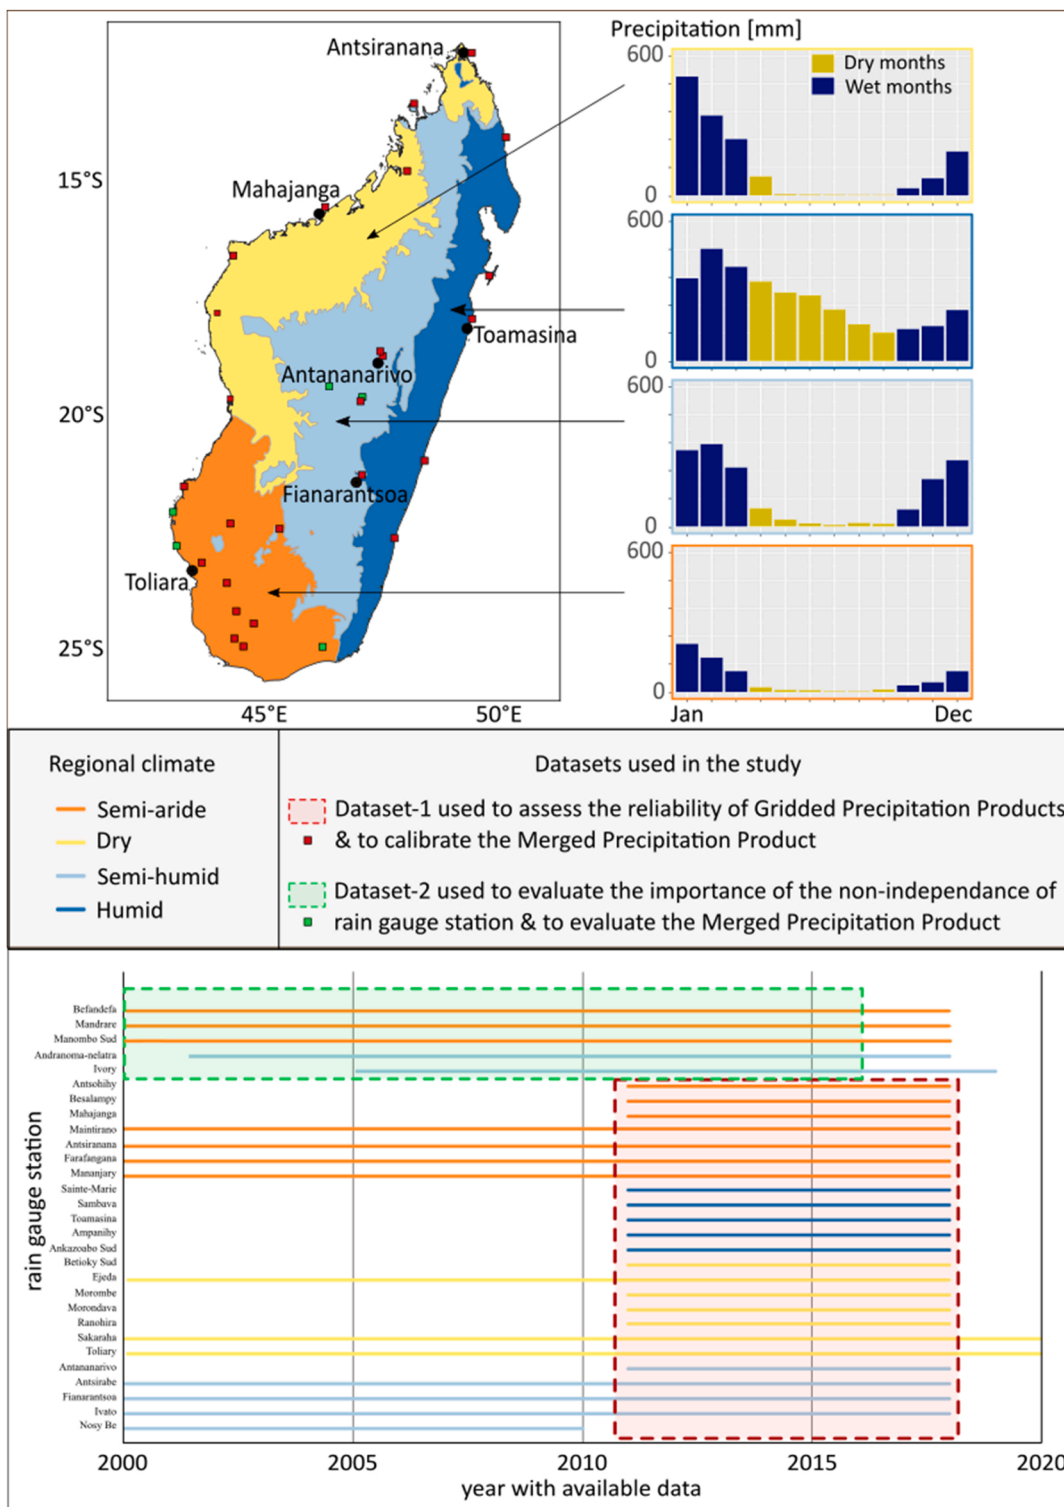 Precipitation [mm]
Antsiranana
600
Dry months
Wet months
15°S
Mahajanga
0
600
Toamasina
0
Antananarivo
600
20°S
Fianarantsoa
0
600
Toliara
25°S
0
45°E
50°E
Jan
Dec
Regional climate
Semi-aride
Dry
Semi-humid
Humid
Datasets used in the study
Dataset-1 used to assess the reliability of Gridded Precipitation Products
& to calibrate the Merged Precipitation Product
Dataset-2 used to evaluate the importance of the non-independance of
rain gauge station & to evaluate the Merged Precipitation Product
rain gauge station
Befandefa
Mandrare
Manombo Sud
Andranoma-nelatra
Ivory
Antsohihy
Besalampy
Mahajanga
Maintirano
Antsiranana
Farafangana
Mananjary
Sainte-Marie
Sambava
Toamasina
Ampanihy
Ankazoabo Sud
Betioky Sud
Ejeda
Morombe
Morondava
Ranohira
Sakaraha
Toliary
Antananarivo
Antsirabe
Fianarantsoa
Ivato
Nosy Be
2000
2005
2010
2015
2020
year with available data